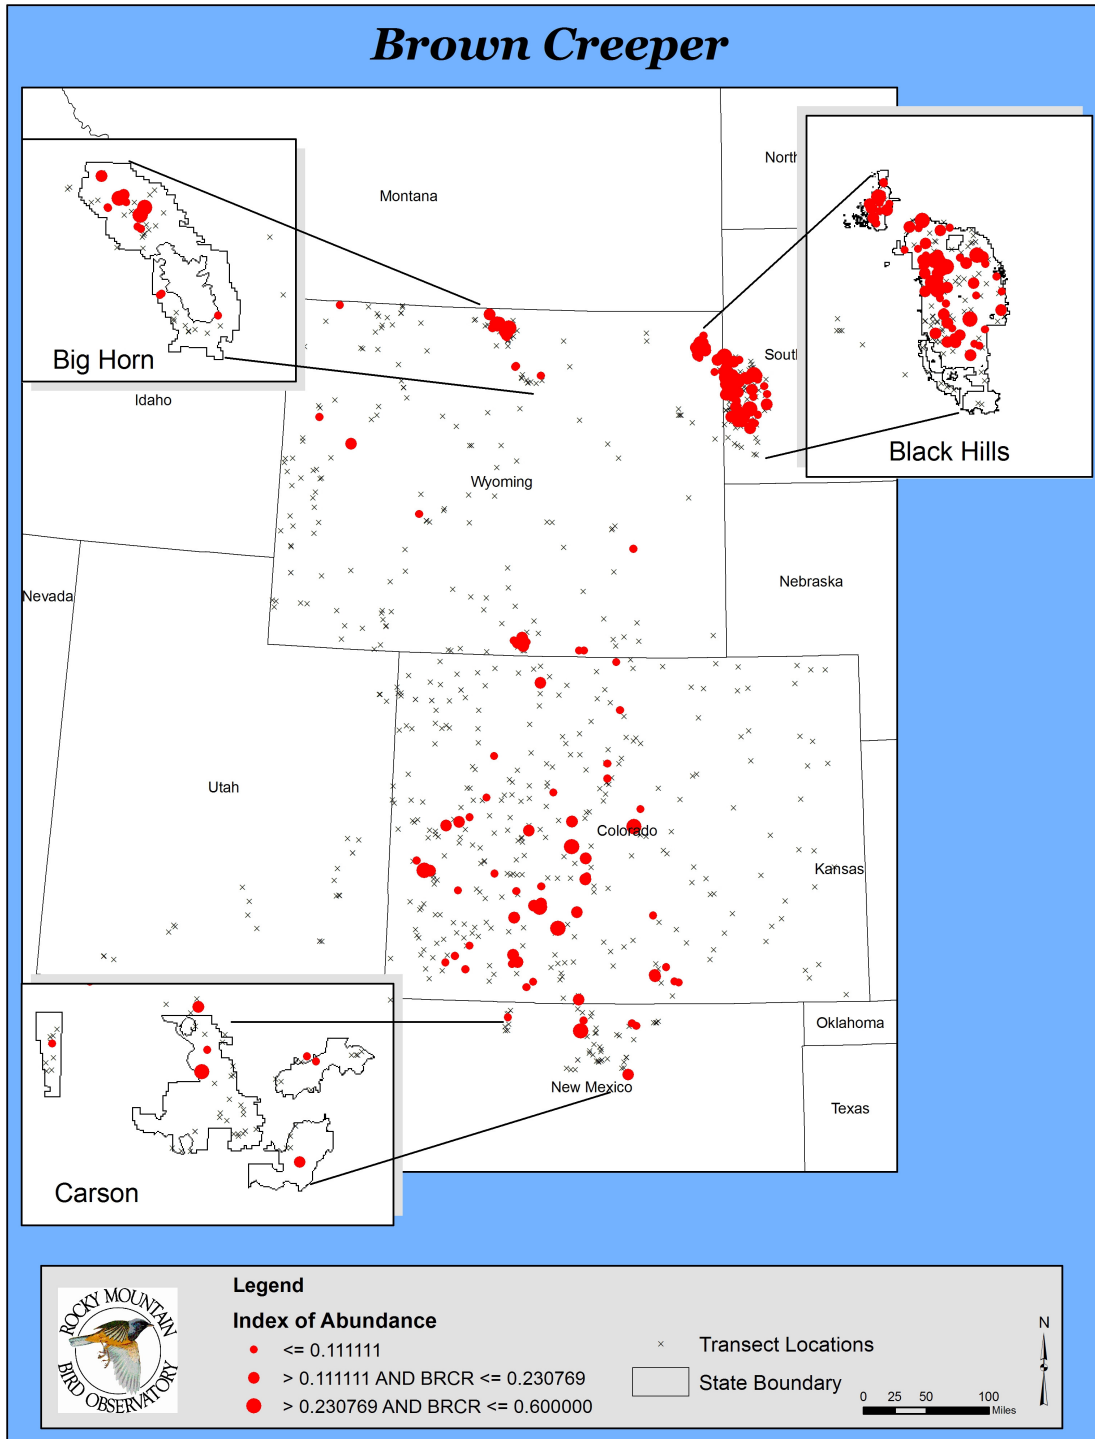 Brown Creeper
North
Montana
Big Horn
South
Idaho
Black Hills
Wyoming
Nebraska
Nevada
Utah
Colorado
Kansas
Oklahoma
New Mexico
Texas
Carson
Legend
Index of Abundance
<= 0.111111
> 0.111111 AND BRCR <= 0.230769
> 0.230769 AND BRCR <= 0.600000
Transect Locations
State Boundary
N
0 25 50 100
Miles
ROCKY MOUNTAIN
BIRD OBSERVATORY